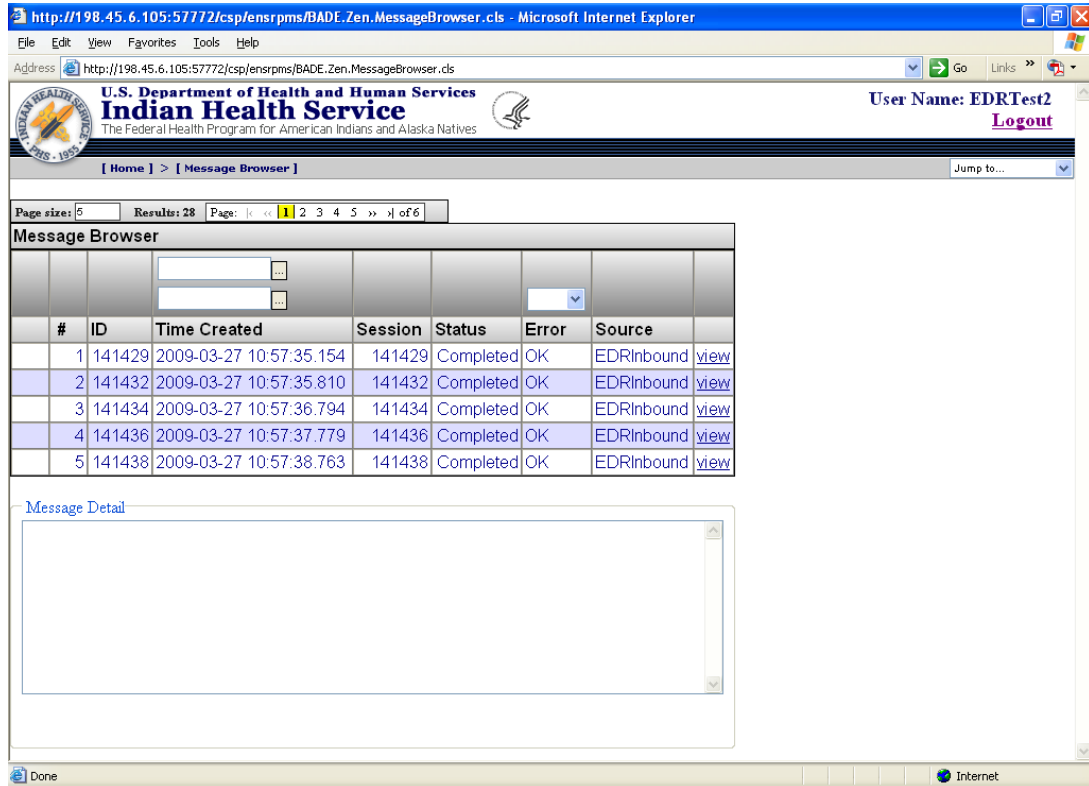 http://198.45.6.105:57772/csp/ensrpms/BADE.Zen.MessageBrowser.cls - Microsoft Internet Explorer
File Edit View Favorites Tools Help
Address http://198.45.6.105:57772/csp/ensrpms/BADE.Zen.MessageBrowser.cls Go Links »
INDIAN HEALTH SERVICE
PHS - 1955
U.S. Department of Health and Human Services
Indian Health Service
The Federal Health Program for American Indians and Alaska Natives
User Name: EDRTest2
Logout
[ Home ] > [ Message Browser ] Jump to...
Page size: 5 Results: 28 Page: |< << 1 2 3 4 5 >> >| of 6
Message Browser
...
...
# ID Time Created Session Status Error Source
1 141429 2009-03-27 10:57:35.154 141429 Completed OK EDRInbound view
2 141432 2009-03-27 10:57:35.810 141432 Completed OK EDRInbound view
3 141434 2009-03-27 10:57:36.794 141434 Completed OK EDRInbound view
4 141436 2009-03-27 10:57:37.779 141436 Completed OK EDRInbound view
5 141438 2009-03-27 10:57:38.763 141438 Completed OK EDRInbound view
Message Detail
Done Internet